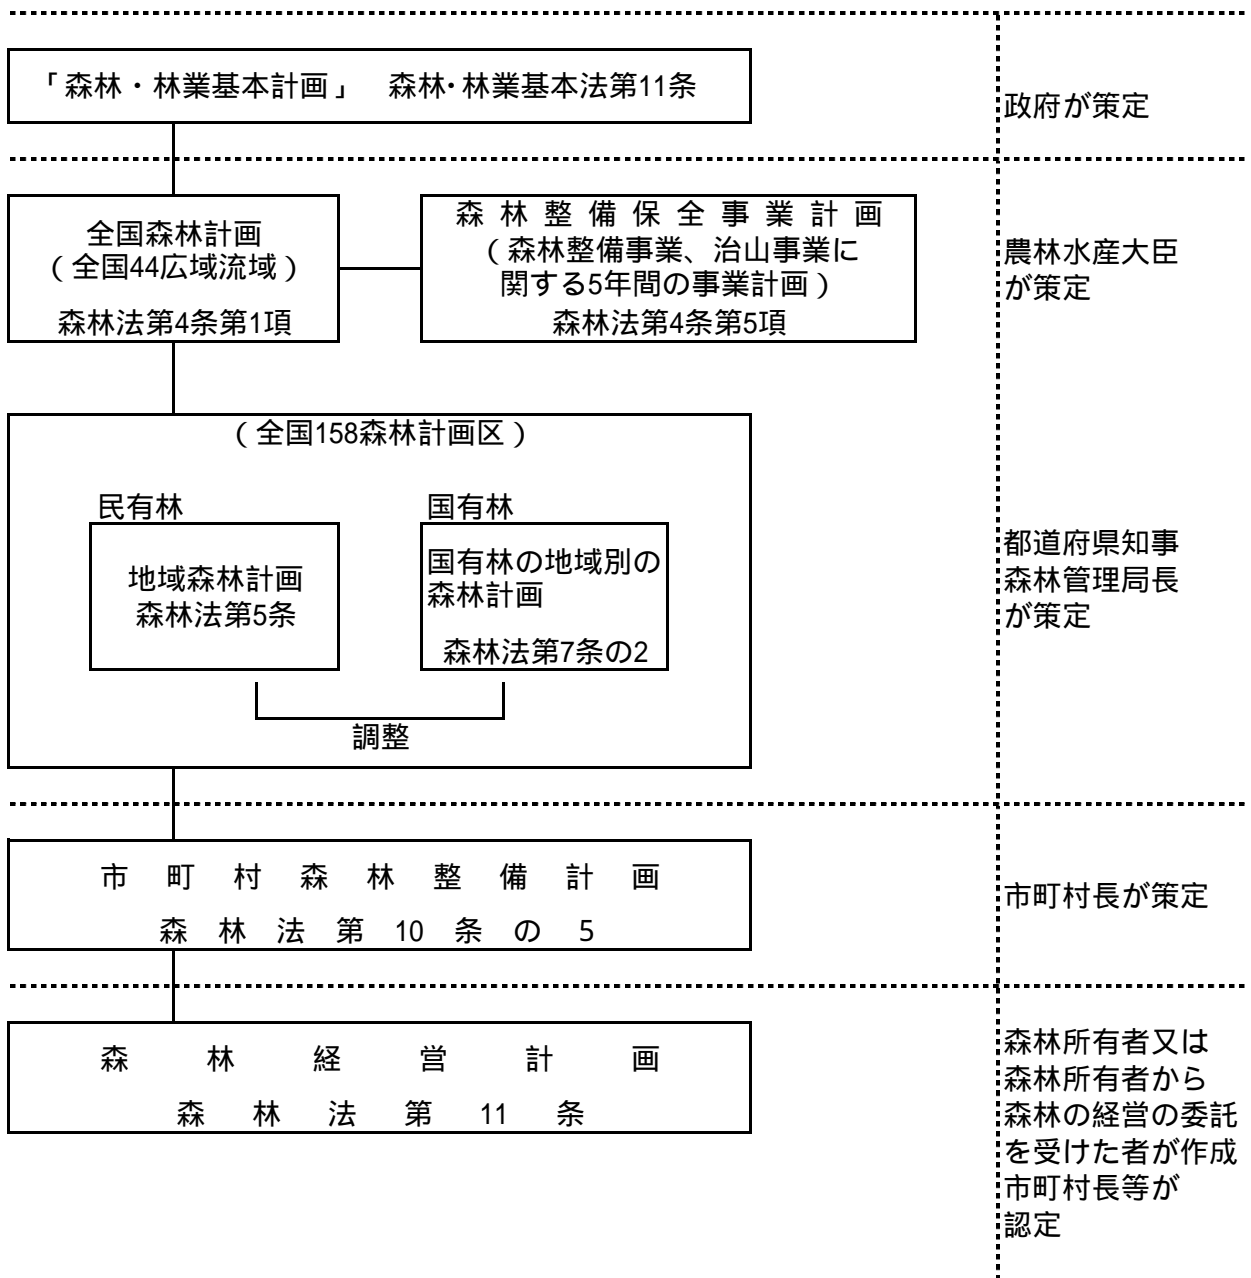 「森林・林業基本計画」　森林・林業基本法第11条
政府が策定
全国森林計画
（全国44広域流域）
森林法第4条第1項
森林整備保全事業計画
（森林整備事業、治山事業に
関する5年間の事業計画）
森林法第4条第5項
農林水産大臣
が策定
（全国158森林計画区）
民有林
地域森林計画
森林法第5条
国有林
国有林の地域別の
森林計画
森林法第7条の2
調整
都道府県知事
森林管理局長
が策定
市町村森林整備計画
森林法第10条の5
市町村長が策定
森林経営計画
森林法第11条
森林所有者又は
森林所有者から
森林の経営の委託
を受けた者が作成
市町村長等が
認定